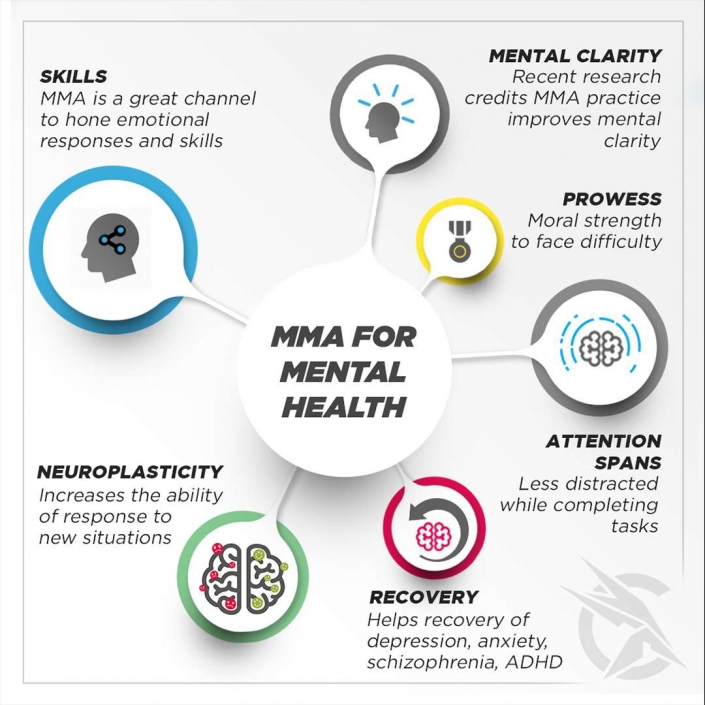 SKILLS
MMA is a great channel
to hone emotional
responses and skills
MENTAL CLARITY
Recent research
credits MMA practice
improves mental
clarity
PROWESS
Moral strength
to face difficulty
MMA FOR
MENTAL
HEALTH
ATTENTION
SPANS
Less distracted
while completing
tasks
NEUROPLASTICITY
Increases the ability
of response to
new situations
RECOVERY
Helps recovery of
depression, anxiety,
schizophrenia, ADHD